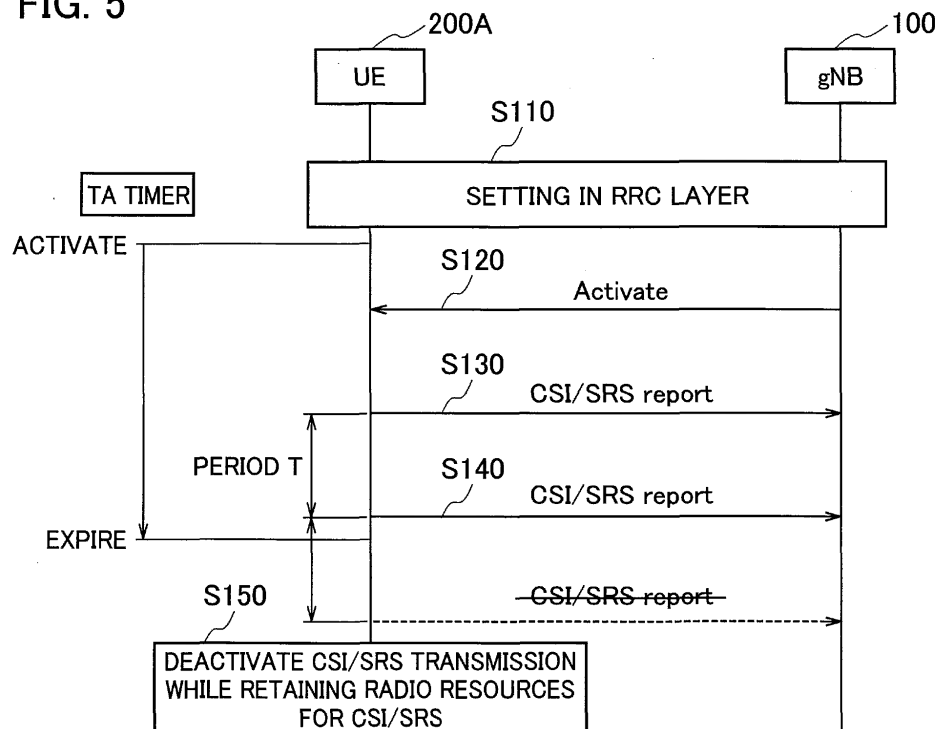 FIG. 5
200A
100
UE
gNB
S110
TA TIMER
SETTING IN RRC LAYER
ACTIVATE
S120
Activate
S130
CSI/SRS report
PERIOD T
S140
CSI/SRS report
EXPIRE
S150
CSI/SRS report
DEACTIVATE CSI/SRS TRANSMISSION
WHILE RETAINING RADIO RESOURCES
FOR CSI/SRS